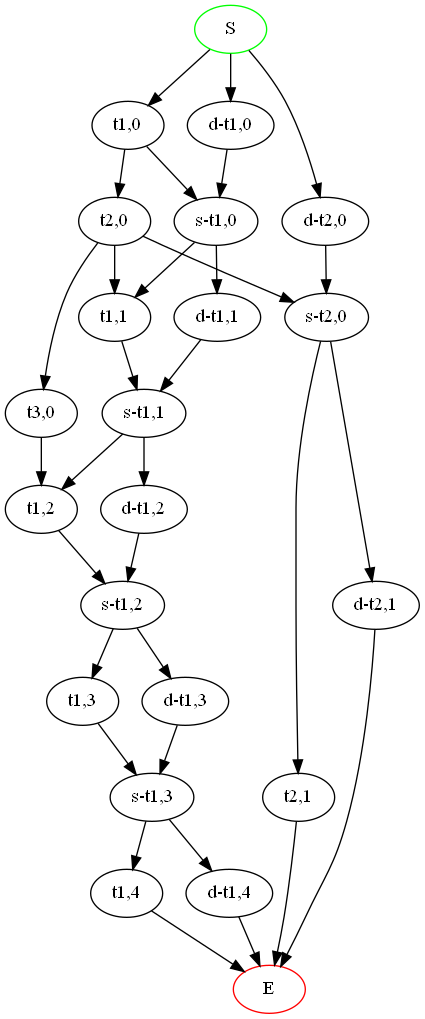 S
t1,0
d-t1,0
t2,0
s-t1,0
d-t2,0
t1,1
d-t1,1
s-t2,0
t3,0
s-t1,1
t1,2
d-t1,2
s-t1,2
d-t2,1
t1,3
d-t1,3
s-t1,3
t2,1
t1,4
d-t1,4
E